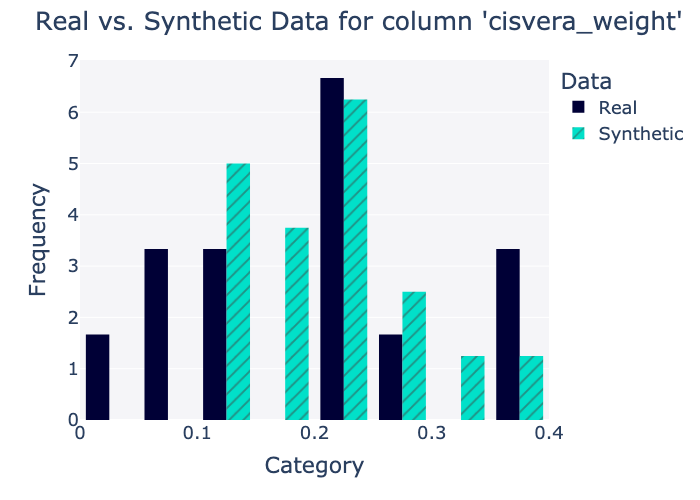 Real vs. Synthetic Data for column 'cisvera_weight'
Data
Real
Synthetic
Frequency
7
6
5
4
3
2
1
0
0 0.1 0.2 0.3 0.4
Category